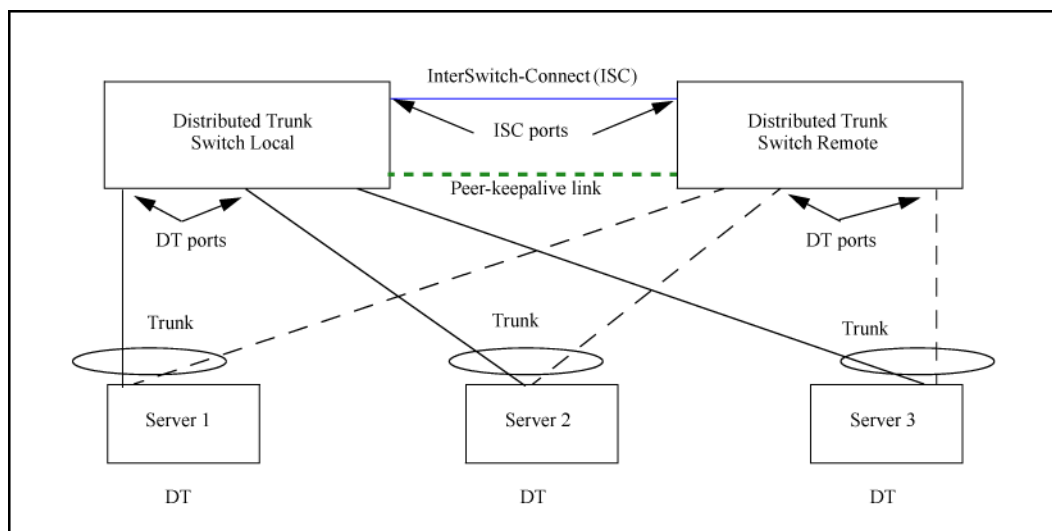 InterSwitch-Connect (ISC)
Distributed Trunk
Switch Local
ISC ports
Distributed Trunk
Switch Remote
Peer-keepalive link
DT ports
DT ports
Trunk
Trunk
Trunk
Server 1
Server 2
Server 3
DT
DT
DT